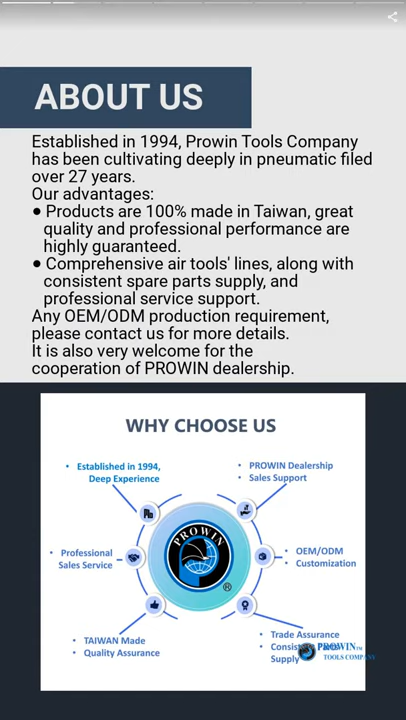 ABOUT US
Established in 1994, Prowin Tools Company
has been cultivating deeply in pneumatic filed
over 27 years.
Our advantages:
● Products are 100% made in Taiwan, great
quality and professional performance are
highly guaranteed.
● Comprehensive air tools' lines, along with
consistent spare parts supply, and
professional service support.
Any OEM/ODM production requirement,
please contact us for more details.
It is also very welcome for the
cooperation of PROWIN dealership.
WHY CHOOSE US
• Established in 1994,
Deep Experience
• PROWIN Dealership
• Sales Support
• Professional
Sales Service
PROWIN
®
• OEM/ODM
• Customization
• TAIWAN Made
• Quality Assurance
• Trade Assurance
• Consistent Parts
Supply
PROWIN™
TOOLS COMPANY